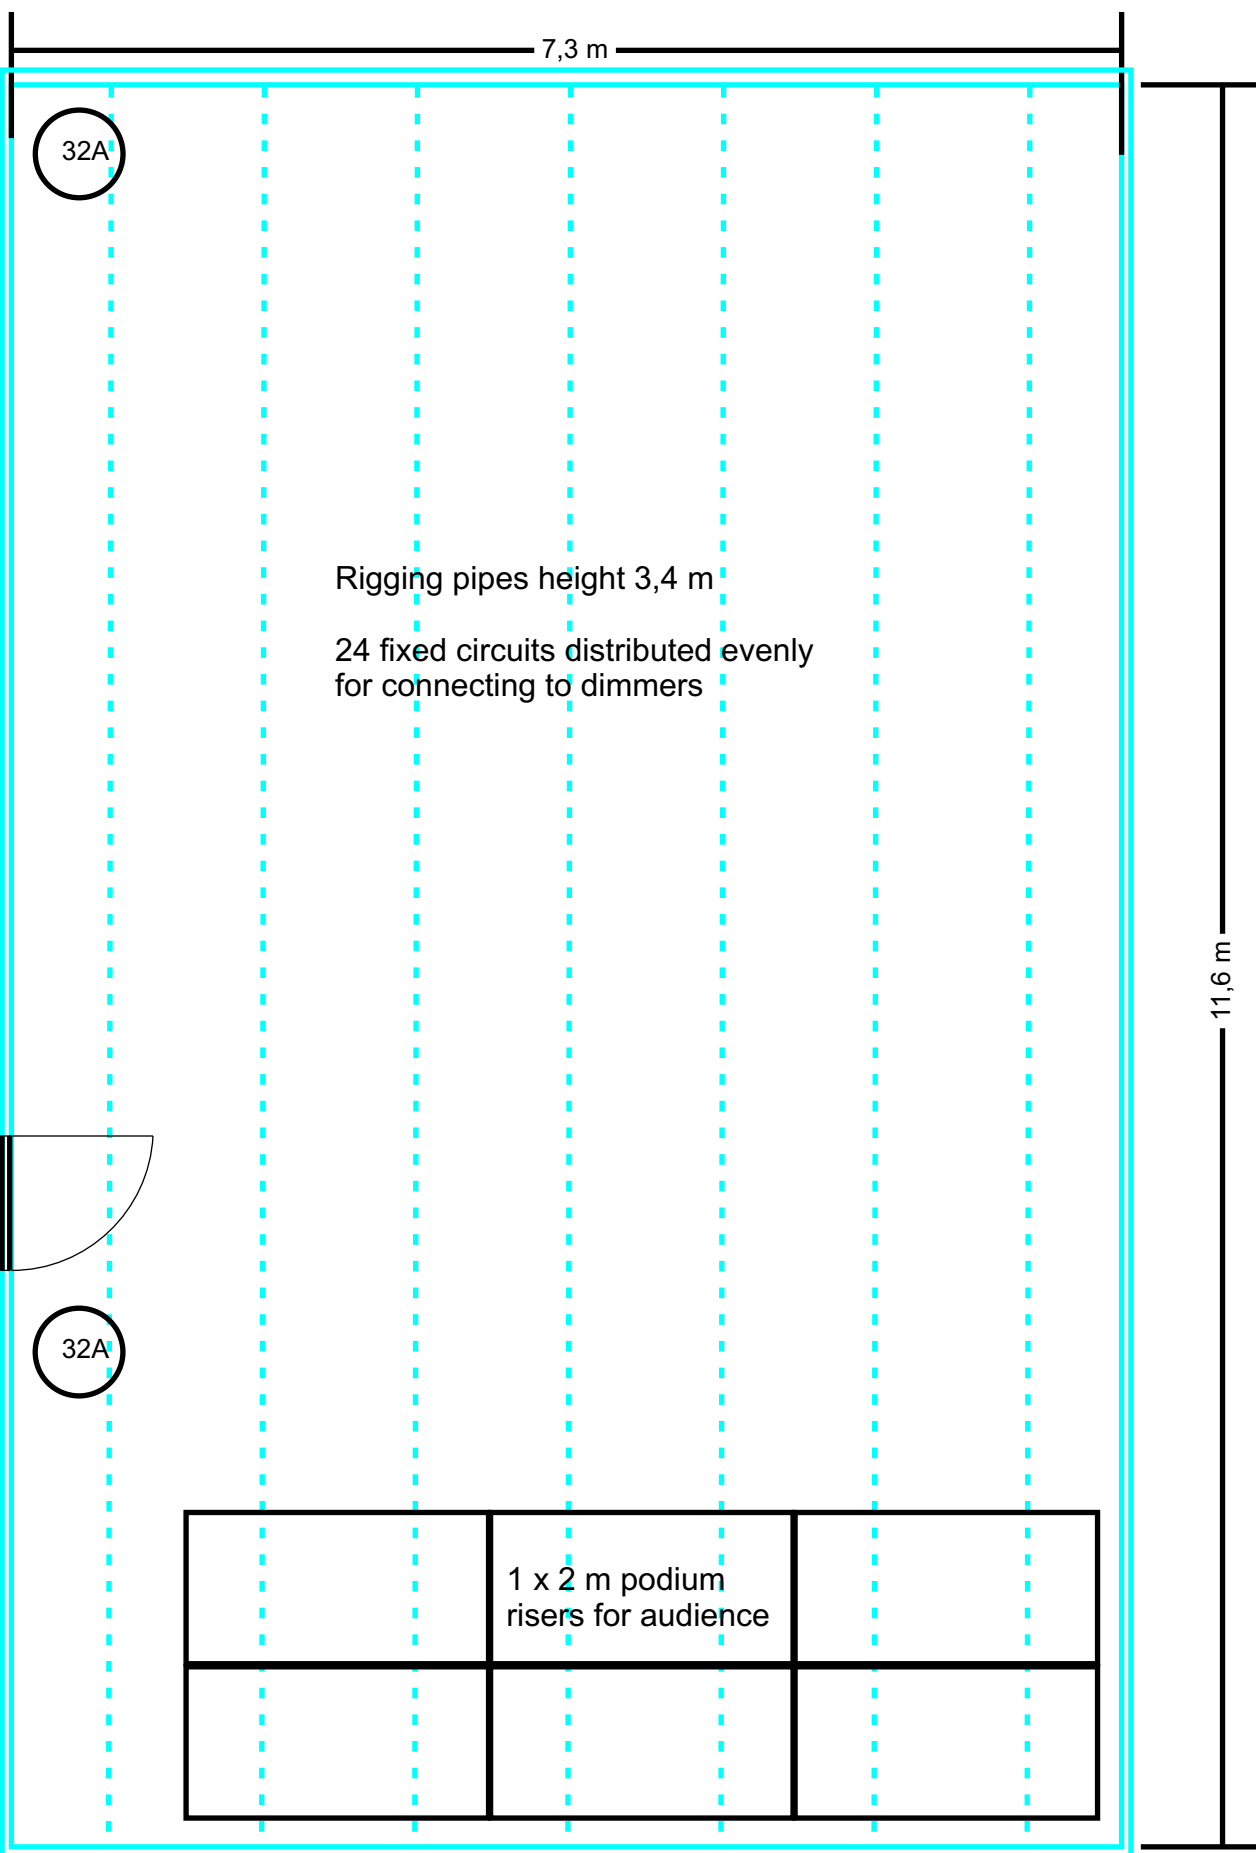 7,3 m
32A
Rigging pipes height 3,4 m
24 fixed circuits distributed evenly
for connecting to dimmers
11,6 m
32A
1 x 2 m podium
risers for audience